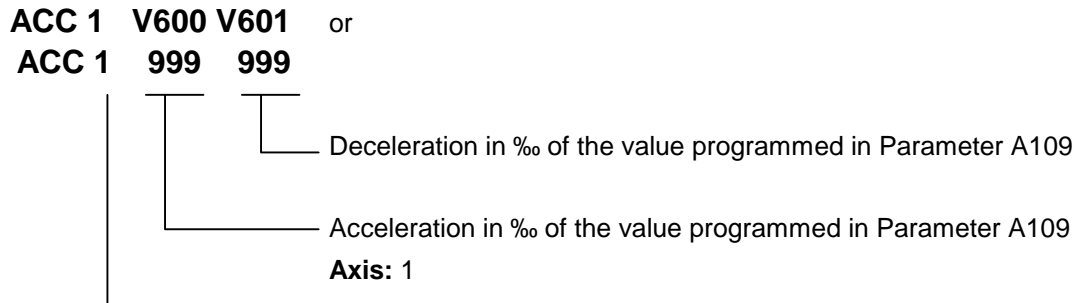 ACC 1 V600 V601 or
ACC 1 999 999
Deceleration in ‰ of the value programmed in Parameter A109
Acceleration in ‰ of the value programmed in Parameter A109
Axis: 1